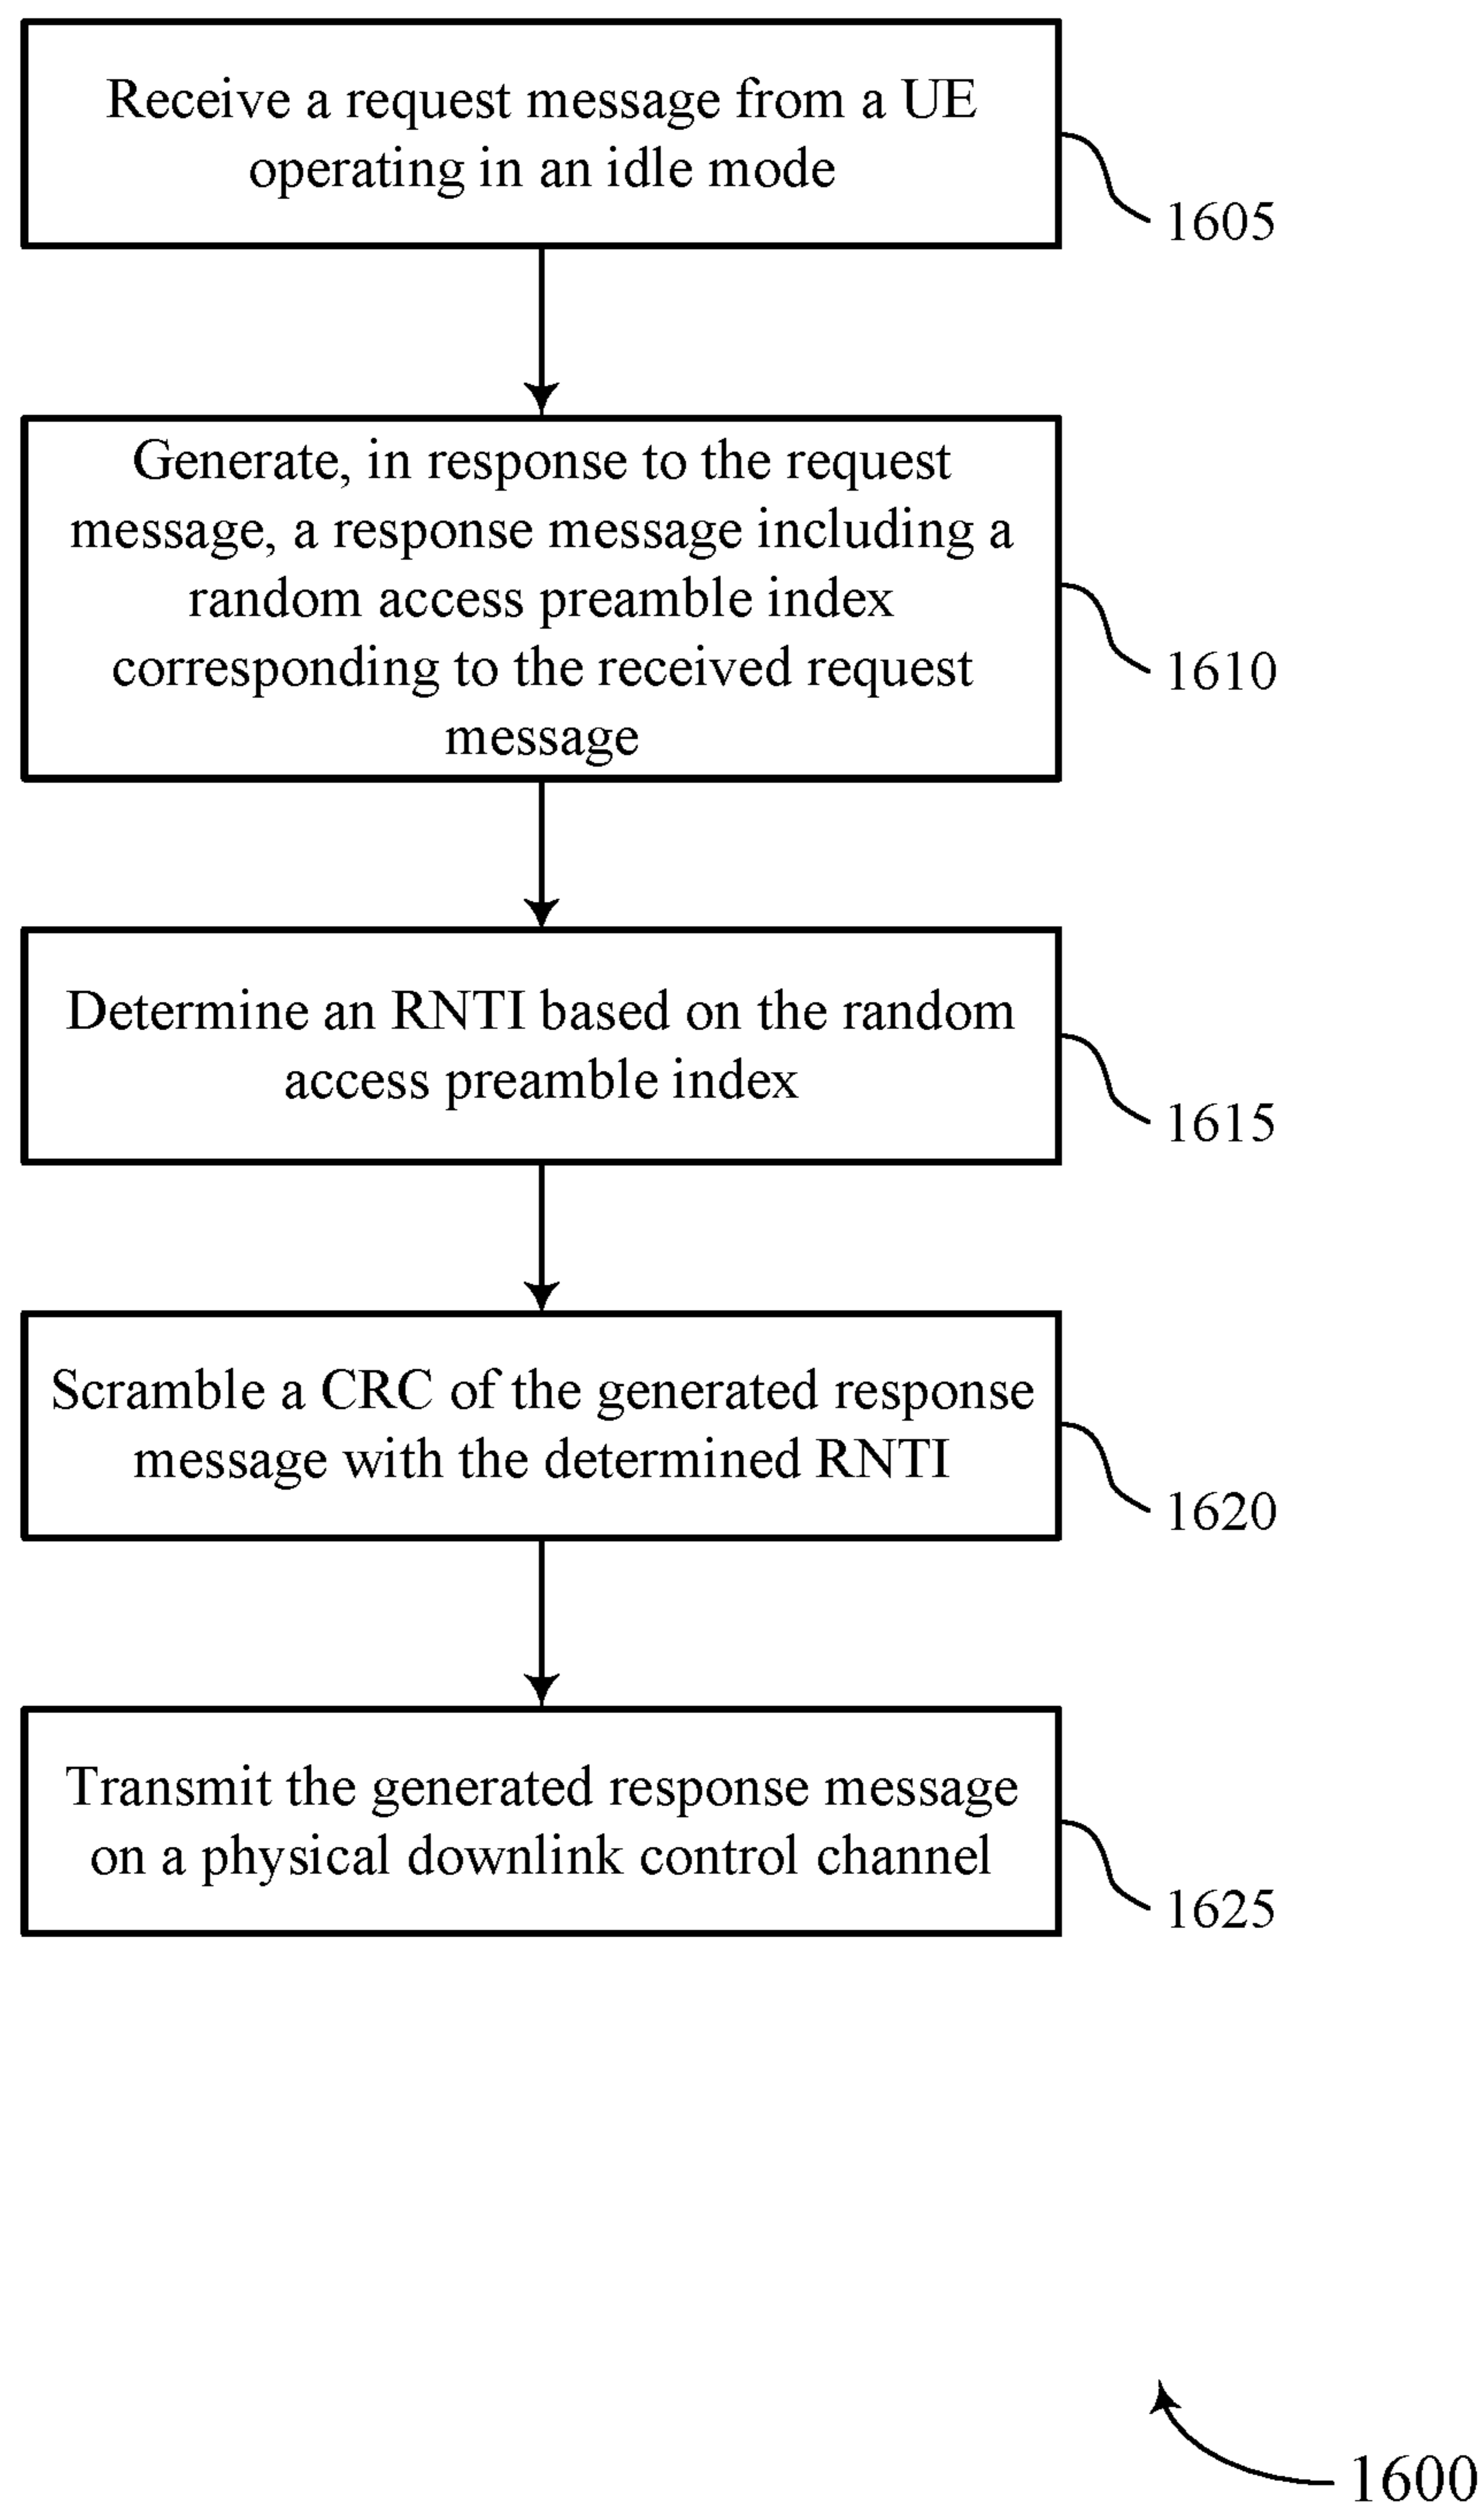 Receive a request message from a UE
operating in an idle mode
1605
Generate, in response to the request
message, a response message including a
random access preamble index
corresponding to the received request
message
1610
Determine an RNTI based on the random
access preamble index
1615
Scramble a CRC of the generated response
message with the determined RNTI
1620
Transmit the generated response message
on a physical downlink control channel
1625
1600